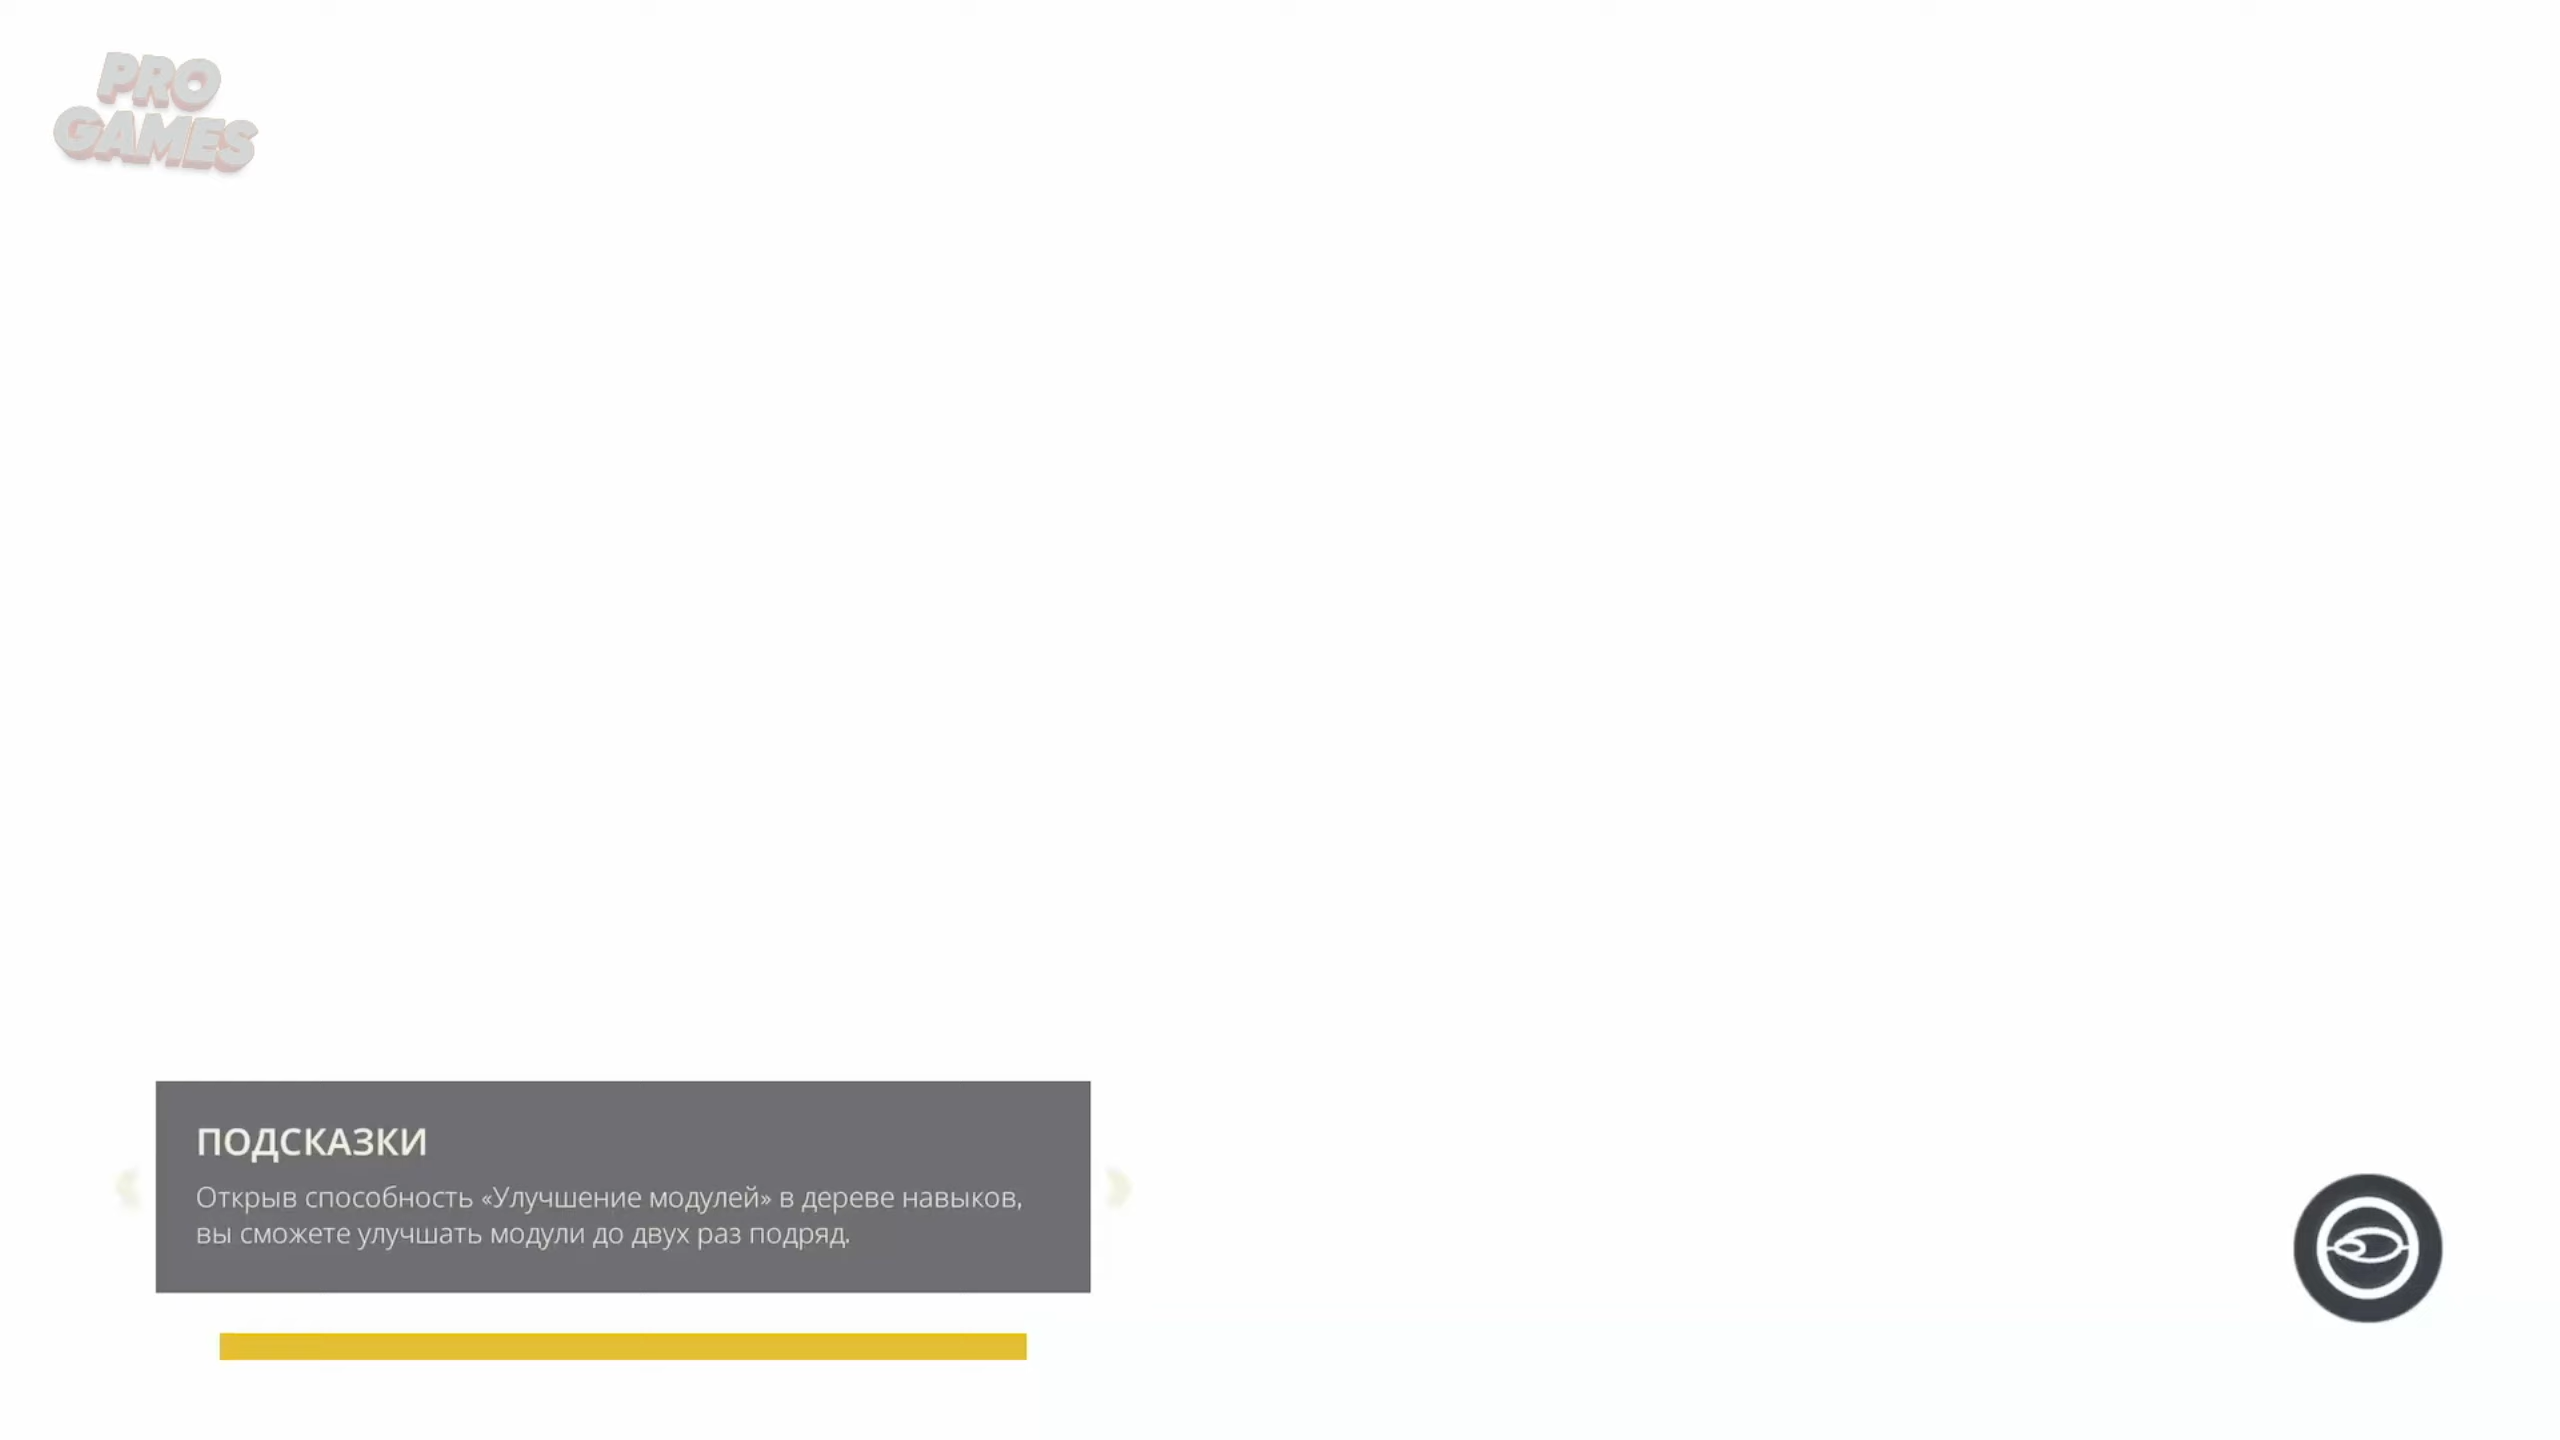 PRO
GAMES
ПОДСКАЗКИ
Открыв способность «Улучшение модулей» в дереве навыков,
вы сможете улучшать модули до двух раз подряд.